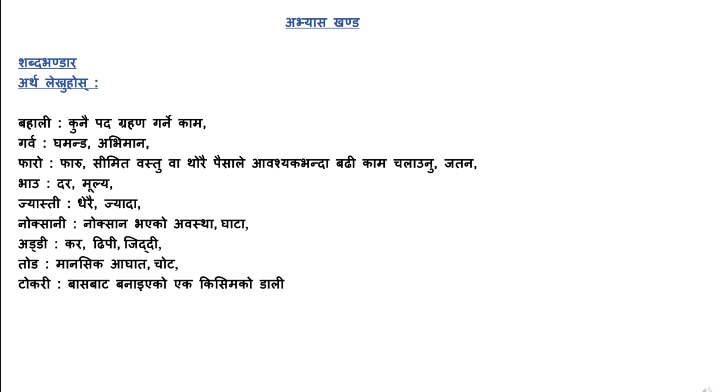 अभ्यास खण्ड
शब्दभण्डार
अर्थ लेख्नुहोस् :
बहाली : कुनै पद ग्रहण गर्ने काम,
गर्व : घमन्ड, अभिमान,
फारो : फारु, सीमित वस्तु वा थोरै पैसाले आवश्यकभन्दा बढी काम चलाउनु, जतन,
भाउ : दर, मूल्य,
ज्यास्ती : धेरै, ज्यादा,
नोक्सानी : नोक्सान भएको अवस्था, घाटा,
अड्डी : कर, ढिपी, जिद्दी,
तोड : मानसिक आघात, चोट,
टोकरी : बासबाट बनाइएको एक किसिमको डाली